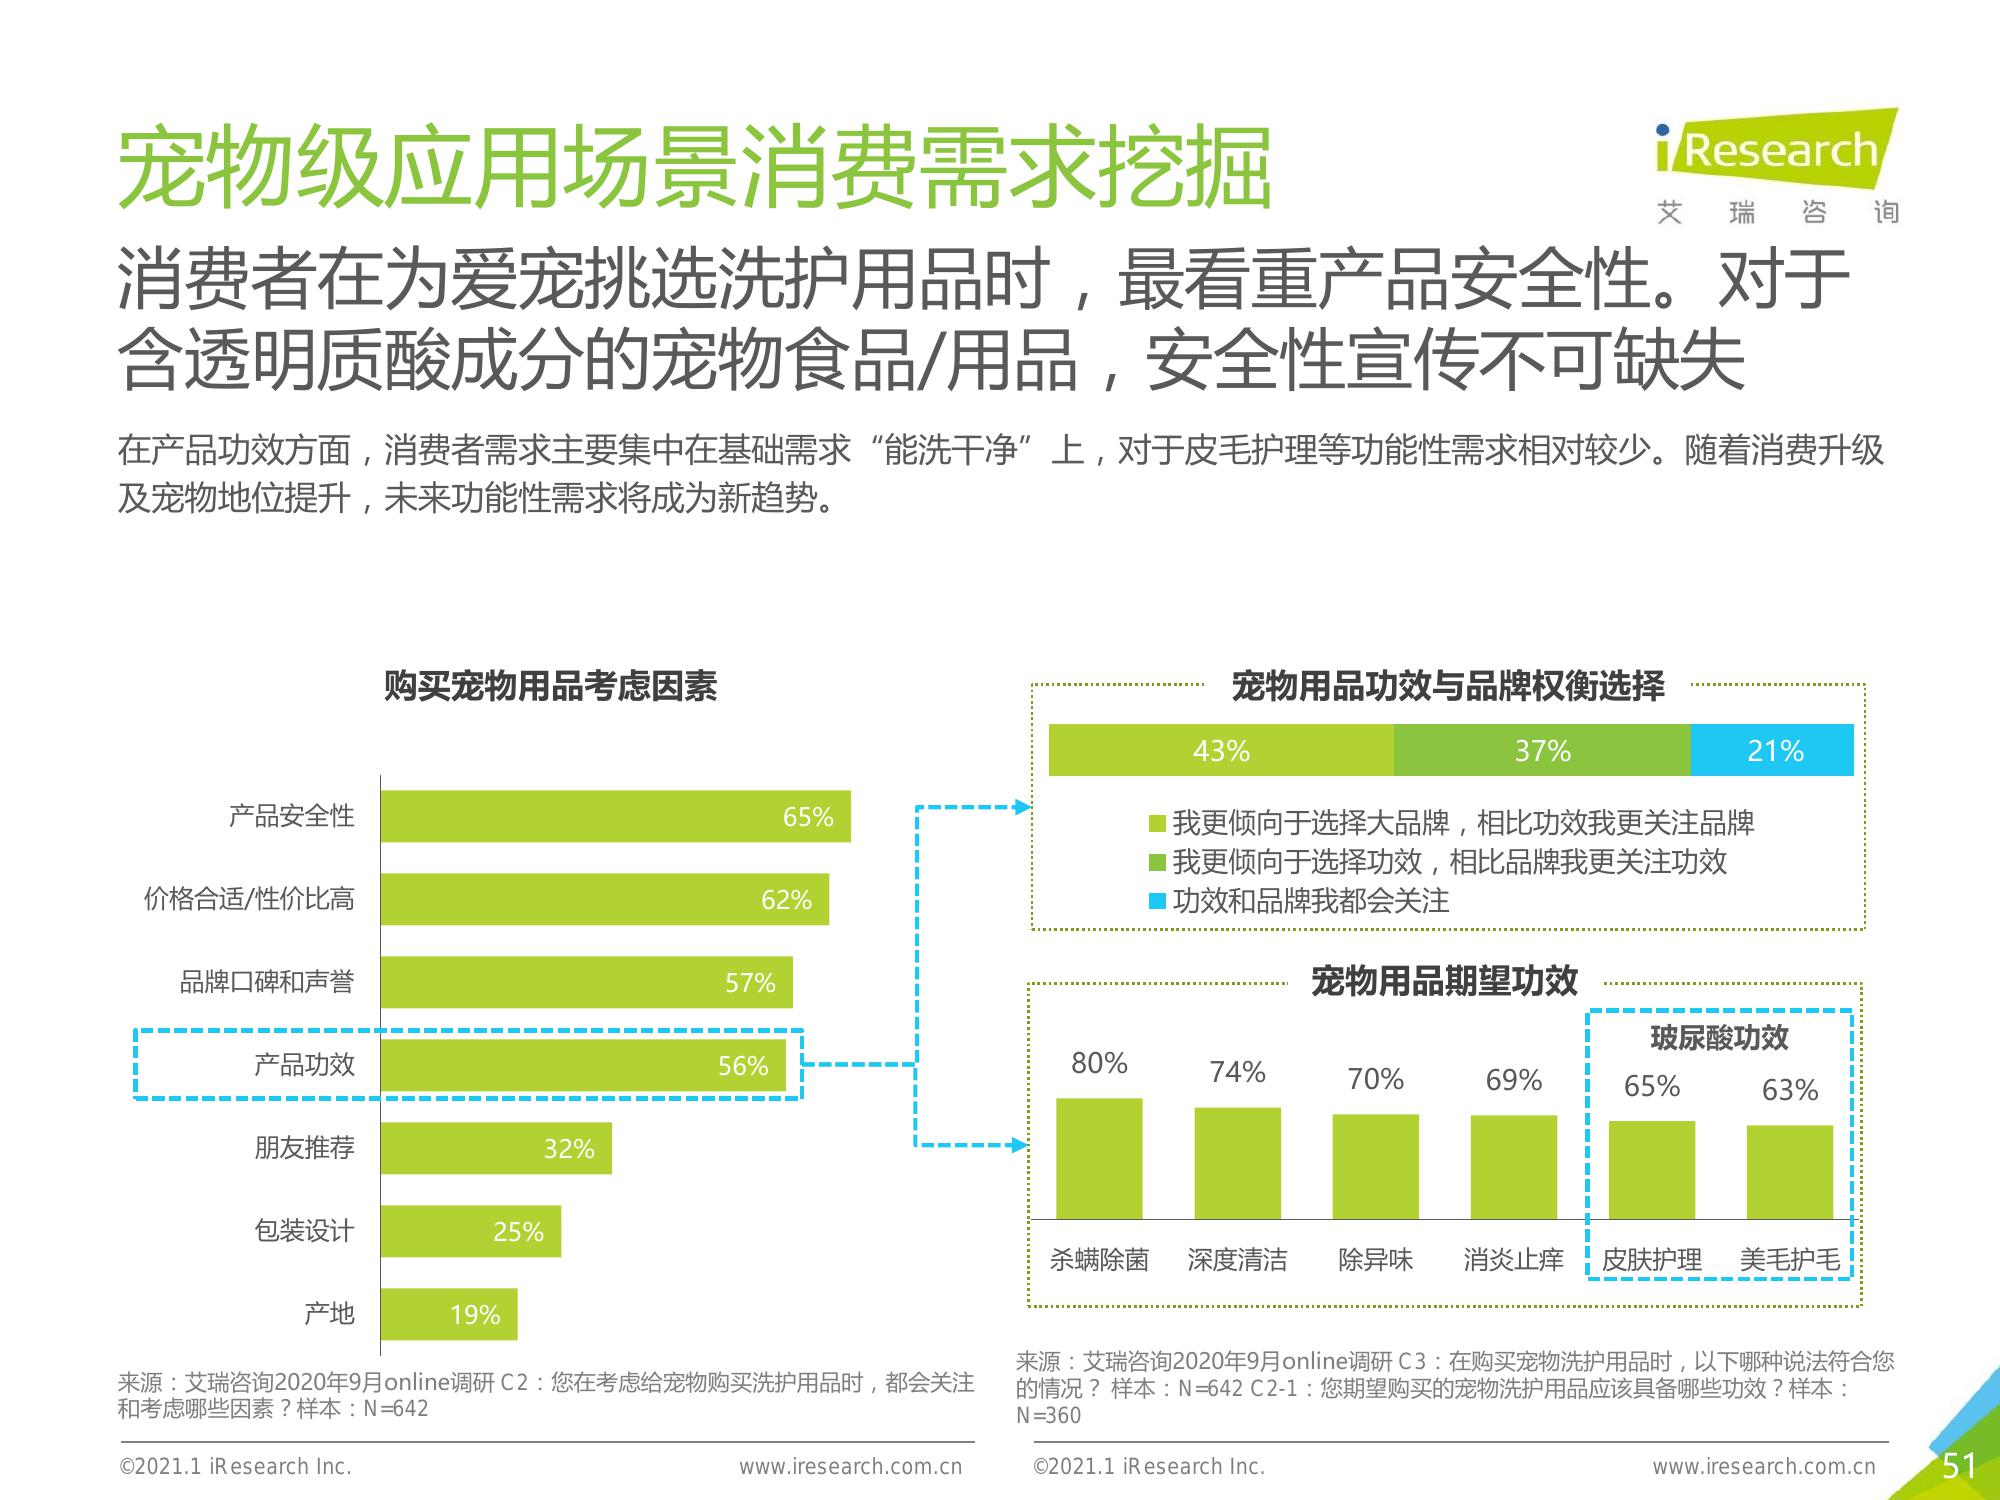 宠物级应用场景消费需求挖掘
iResearch
艾瑞咨询
消费者在为爱宠挑选洗护用品时，最看重产品安全性。对于
含透明质酸成分的宠物食品/用品，安全性宣传不可缺失
在产品功效方面，消费者需求主要集中在基础需求“能洗干净”上，对于皮毛护理等功能性需求相对较少。随着消费升级
及宠物地位提升，未来功能性需求将成为新趋势。
购买宠物用品考虑因素
产品安全性 65%
价格合适/性价比高 62%
品牌口碑和声誉 57%
产品功效 56%
朋友推荐 32%
包装设计 25%
产地 19%
来源：艾瑞咨询2020年9月online调研 C2：您在考虑给宠物购买洗护用品时，都会关注
和考虑哪些因素？样本：N=642
宠物用品功效与品牌权衡选择
43% 37% 21%
我更倾向于选择大品牌，相比功效我更关注品牌
我更倾向于选择功效，相比品牌我更关注功效
功效和品牌我都会关注
宠物用品期望功效
玻尿酸功效
80% 74% 70% 69% 65% 63%
杀螨除菌 深度清洁 除异味 消炎止痒 皮肤护理 美毛护毛
来源：艾瑞咨询2020年9月online调研 C3：在购买宠物洗护用品时，以下哪种说法符合您
的情况？ 样本：N=642 C2-1：您期望购买的宠物洗护用品应该具备哪些功效？样本：
N=360
©2021.1 iResearch Inc. www.iresearch.com.cn
©2021.1 iResearch Inc. www.iresearch.com.cn
51